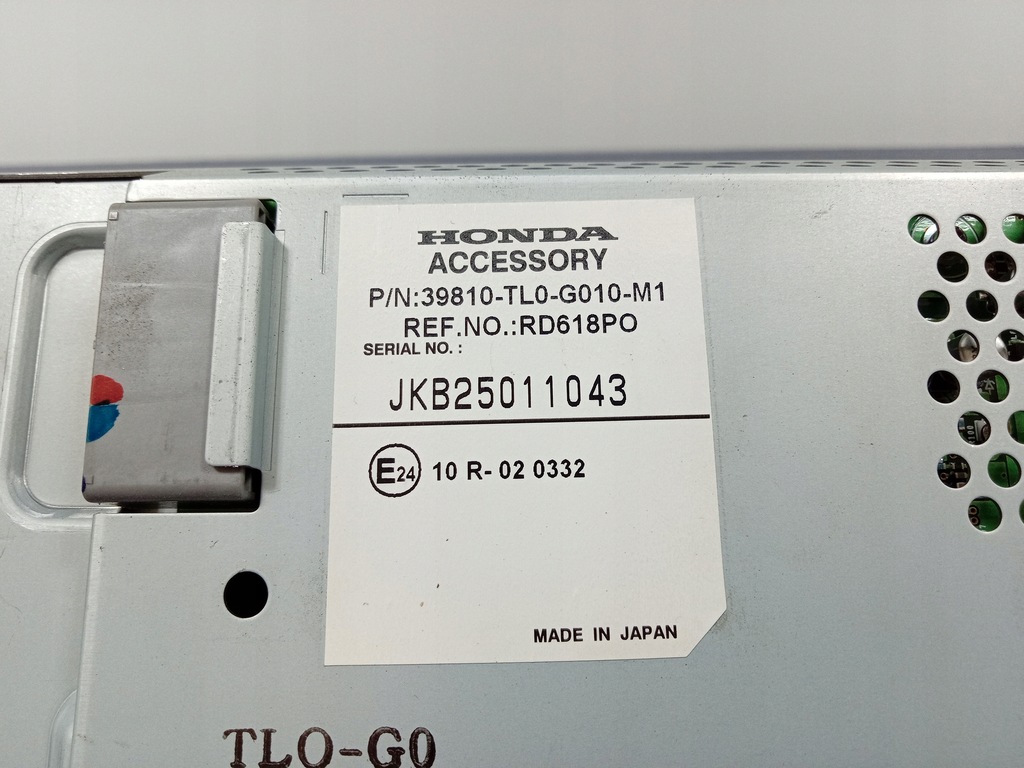 HONDA
ACCESSORY
P/N:39810-TL0-G010-M1
REF.NO.:RD618PO
SERIAL NO. :
JKB25011043
E24 10 R- 02 0332
MADE IN JAPAN
TLO-G0